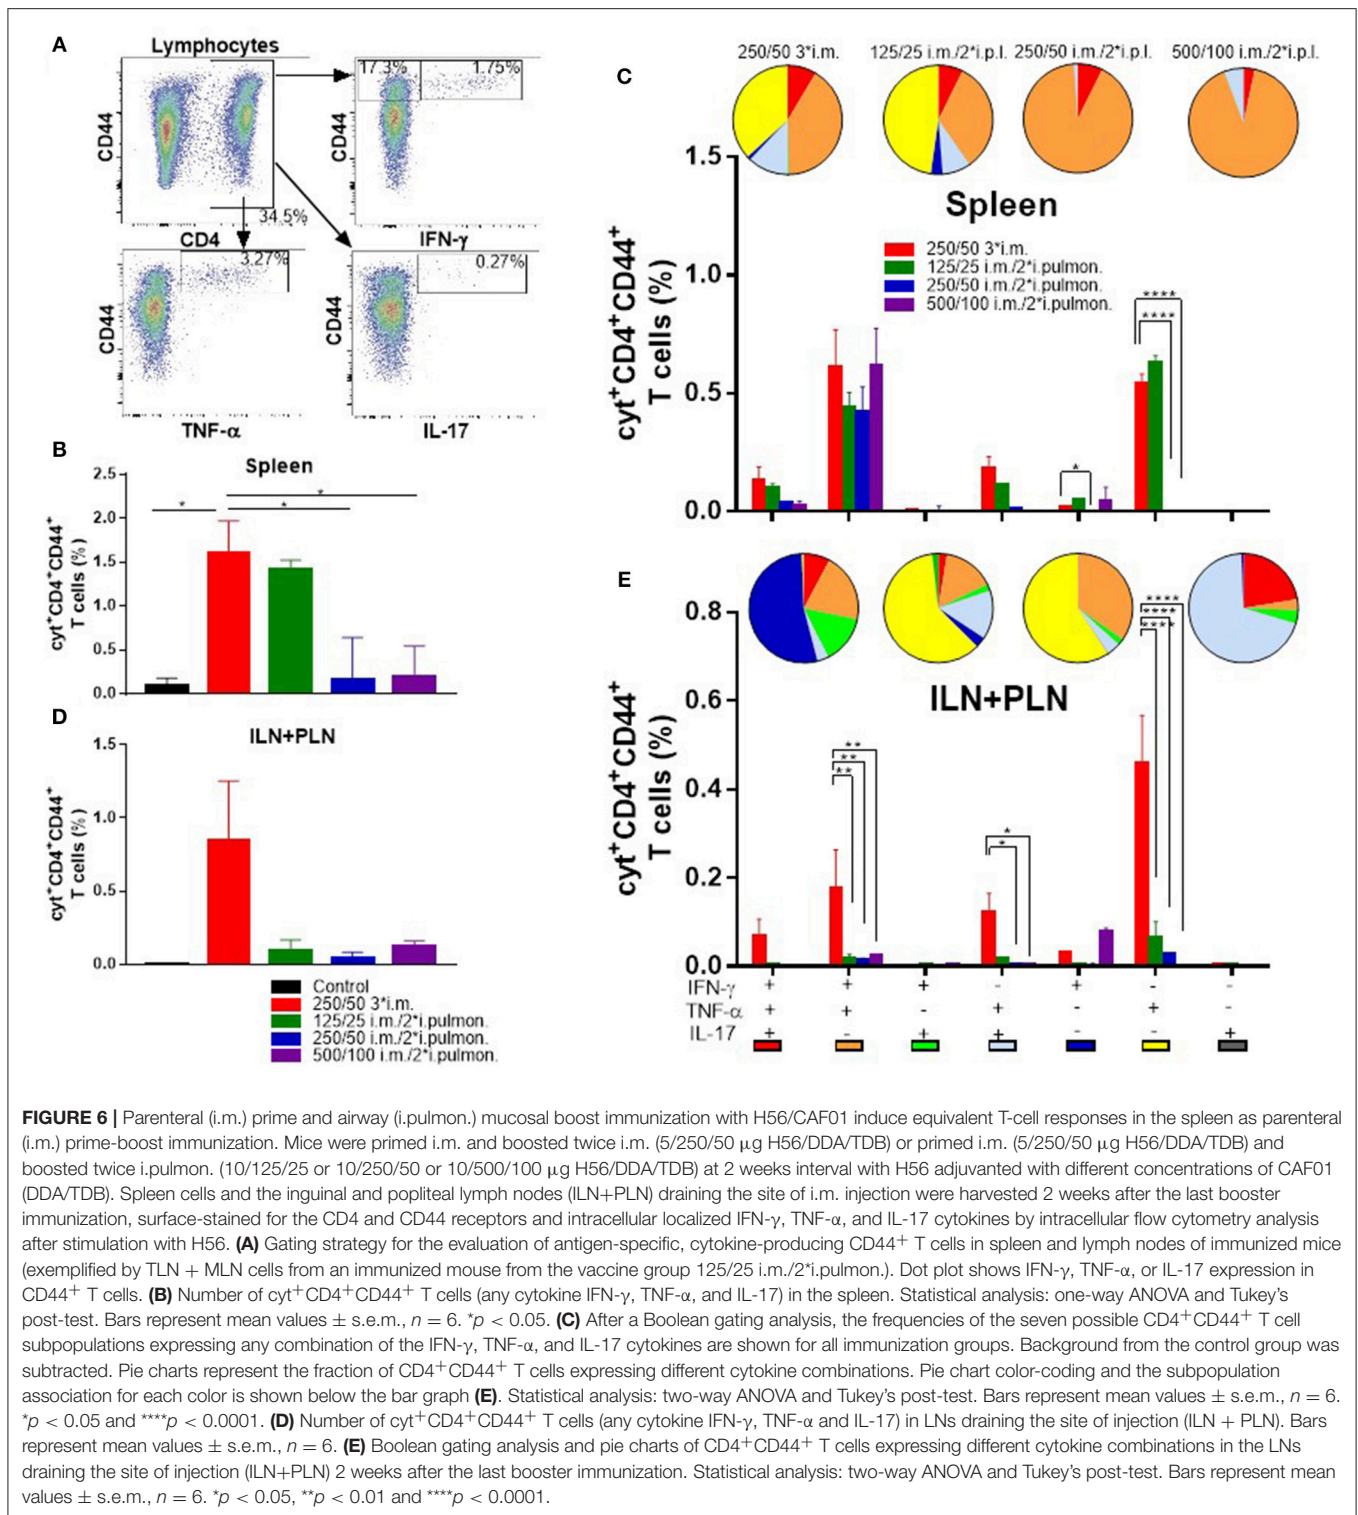 A
Lymphocytes
CD44
34.5%
CD4
17.3%
1.75%
CD44
IFN-γ
3.27%
CD44
TNF-α
0.27%
CD44
IL-17
B
Spleen
cyt+CD4+CD44+
T cells (%)
2.5
2.0
1.5
1.0
0.5
0.0
*
*
*
D
ILN+PLN
cyt+CD4+CD44+
T cells (%)
1.5
1.0
0.5
0.0
Control
250/50 3*i.m.
125/25 i.m./2*i.pulmon.
250/50 i.m./2*i.pulmon.
500/100 i.m./2*i.pulmon.
C
250/50 3*i.m.
125/25 i.m./2*i.p.l.
250/50 i.m./2*i.p.l.
500/100 i.m./2*i.p.l.
Spleen
cyt+CD4+CD44+
T cells (%)
1.5
1.0
0.5
0.0
250/50 3*i.m.
125/25 i.m./2*i.pulmon.
250/50 i.m./2*i.pulmon.
500/100 i.m./2*i.pulmon.
*
****
****
E
ILN+PLN
cyt+CD4+CD44+
T cells (%)
0.8
0.6
0.4
0.2
0.0
**
**
**
*
*
****
****
****
IFN-γ + + + - + - -
TNF-α + + - + - + -
IL-17 + - + + - - +
FIGURE 6 | Parenteral (i.m.) prime and airway (i.pulmon.) mucosal boost immunization with H56/CAF01 induce equivalent T-cell responses in the spleen as parenteral
(i.m.) prime-boost immunization. Mice were primed i.m. and boosted twice i.m. (5/250/50 μg H56/DDA/TDB) or primed i.m. (5/250/50 μg H56/DDA/TDB) and
boosted twice i.pulmon. (10/125/25 or 10/250/50 or 10/500/100 μg H56/DDA/TDB) at 2 weeks interval with H56 adjuvanted with different concentrations of CAF01
(DDA/TDB). Spleen cells and the inguinal and popliteal lymph nodes (ILN+PLN) draining the site of i.m. injection were harvested 2 weeks after the last booster
immunization, surface-stained for the CD4 and CD44 receptors and intracellular localized IFN-γ, TNF-α, and IL-17 cytokines by intracellular flow cytometry analysis
after stimulation with H56. (A) Gating strategy for the evaluation of antigen-specific, cytokine-producing CD44+ T cells in spleen and lymph nodes of immunized mice
(exemplified by TLN + MLN cells from an immunized mouse from the vaccine group 125/25 i.m./2*i.pulmon.). Dot plot shows IFN-γ, TNF-α, or IL-17 expression in
CD44+ T cells. (B) Number of cyt+CD4+CD44+ T cells (any cytokine IFN-γ, TNF-α, and IL-17) in the spleen. Statistical analysis: one-way ANOVA and Tukey's
post-test. Bars represent mean values ± s.e.m., n = 6. *p < 0.05. (C) After a Boolean gating analysis, the frequencies of the seven possible CD4+CD44+ T cell
subpopulations expressing any combination of the IFN-γ, TNF-α, and IL-17 cytokines are shown for all immunization groups. Background from the control group was
subtracted. Pie charts represent the fraction of CD4+CD44+ T cells expressing different cytokine combinations. Pie chart color-coding and the subpopulation
association for each color is shown below the bar graph (E). Statistical analysis: two-way ANOVA and Tukey's post-test. Bars represent mean values ± s.e.m., n = 6.
*p < 0.05 and ****p < 0.0001. (D) Number of cyt+CD4+CD44+ T cells (any cytokine IFN-γ, TNF-α and IL-17) in LNs draining the site of injection (ILN + PLN). Bars
represent mean values ± s.e.m., n = 6. (E) Boolean gating analysis and pie charts of CD4+CD44+ T cells expressing different cytokine combinations in the LNs
draining the site of injection (ILN+PLN) 2 weeks after the last booster immunization. Statistical analysis: two-way ANOVA and Tukey's post-test. Bars represent mean
values ± s.e.m., n = 6. *p < 0.05, **p < 0.01 and ****p < 0.0001.